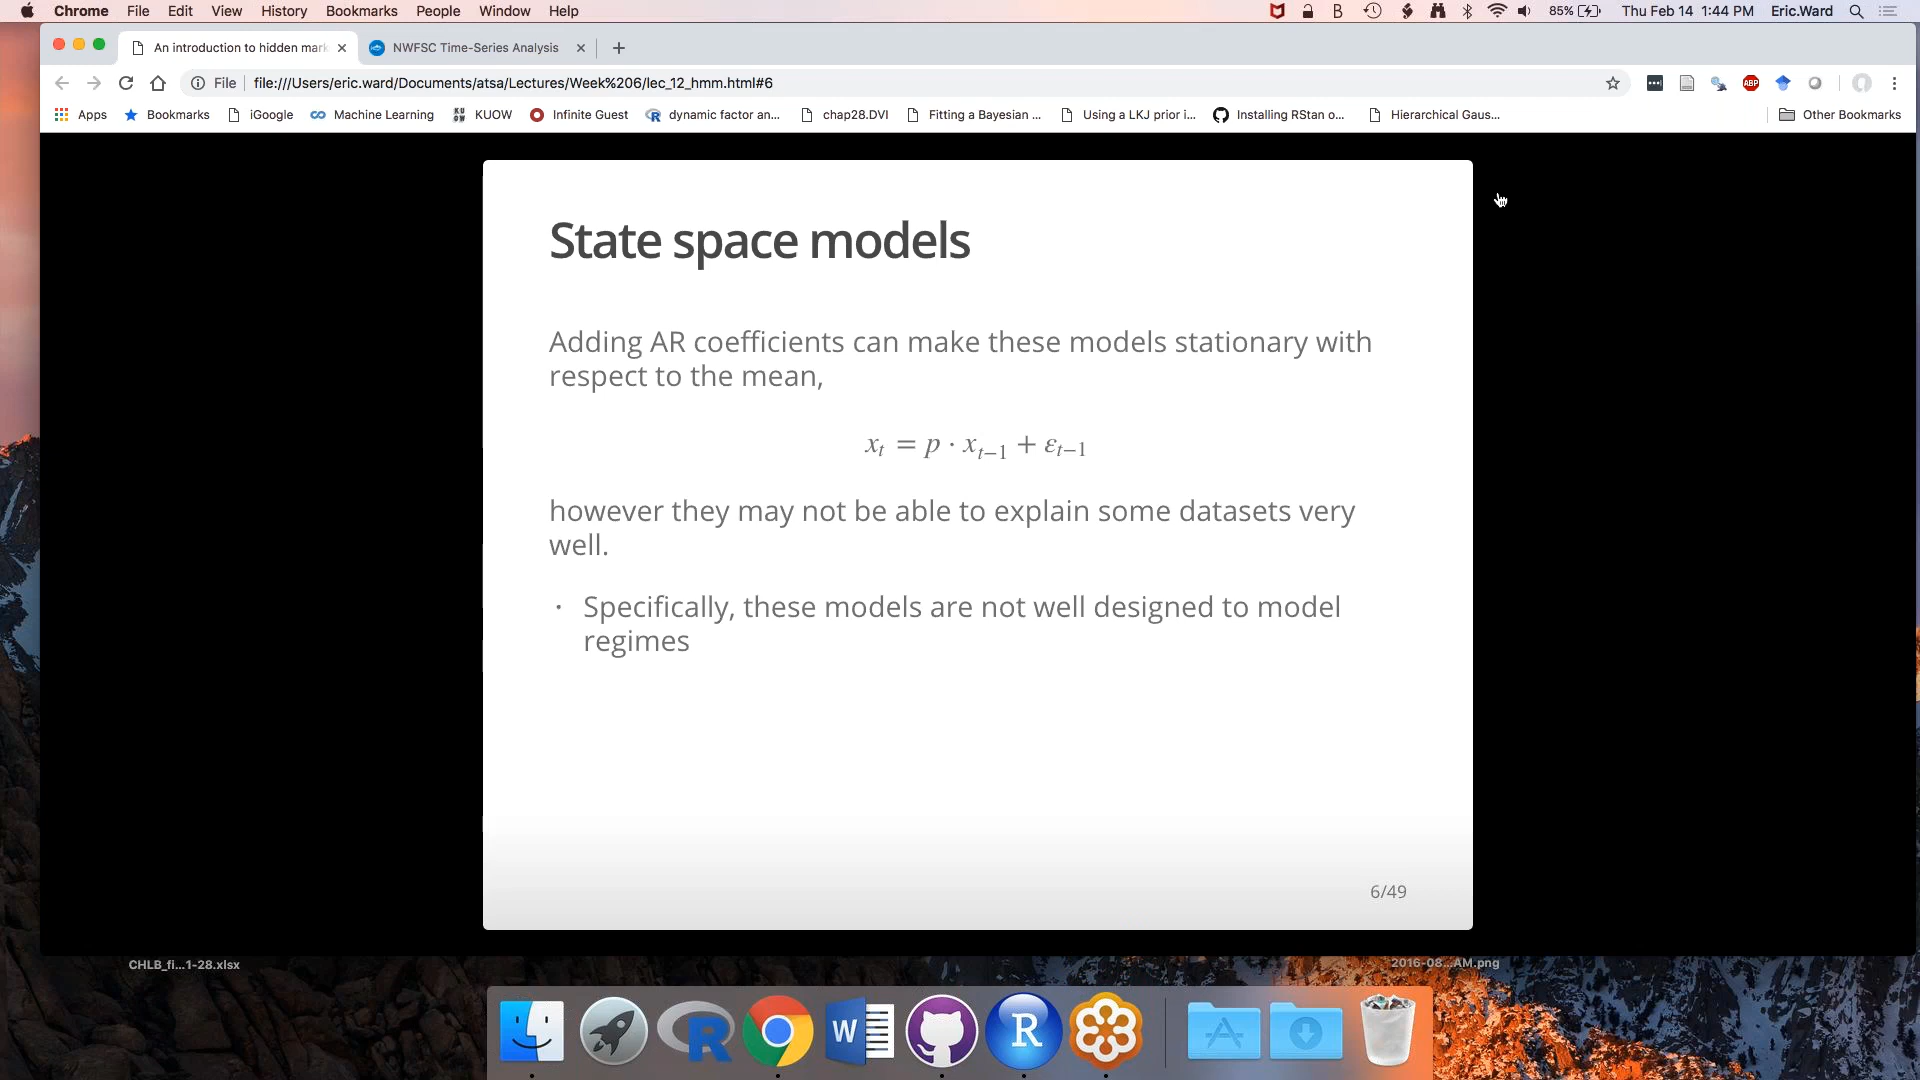 Chrome File Edit View History Bookmarks People Window Help 85% Thu Feb 14 1:44 PM Eric.Ward
An introduction to hidden mark NWFSC Time-Series Analysis
File file:///Users/eric.ward/Documents/atsa/Lectures/Week%206/lec_12_hmm.html#6 ABP
Apps Bookmarks iGoogle Machine Learning KUOW Infinite Guest dynamic factor an... chap28.DVI Fitting a Bayesian ... Using a LKJ prior i... Installing RStan o... Hierarchical Gaus... Other Bookmarks
State space models
Adding AR coefficients can make these models stationary with
respect to the mean,
xₜ = p · xₜ₋₁ + εₜ₋₁
however they may not be able to explain some datasets very
well.
· Specifically, these models are not well designed to model
regimes
6/49
CHLB_fi...1-28.xlsx 2016-08...AM.png
R W R